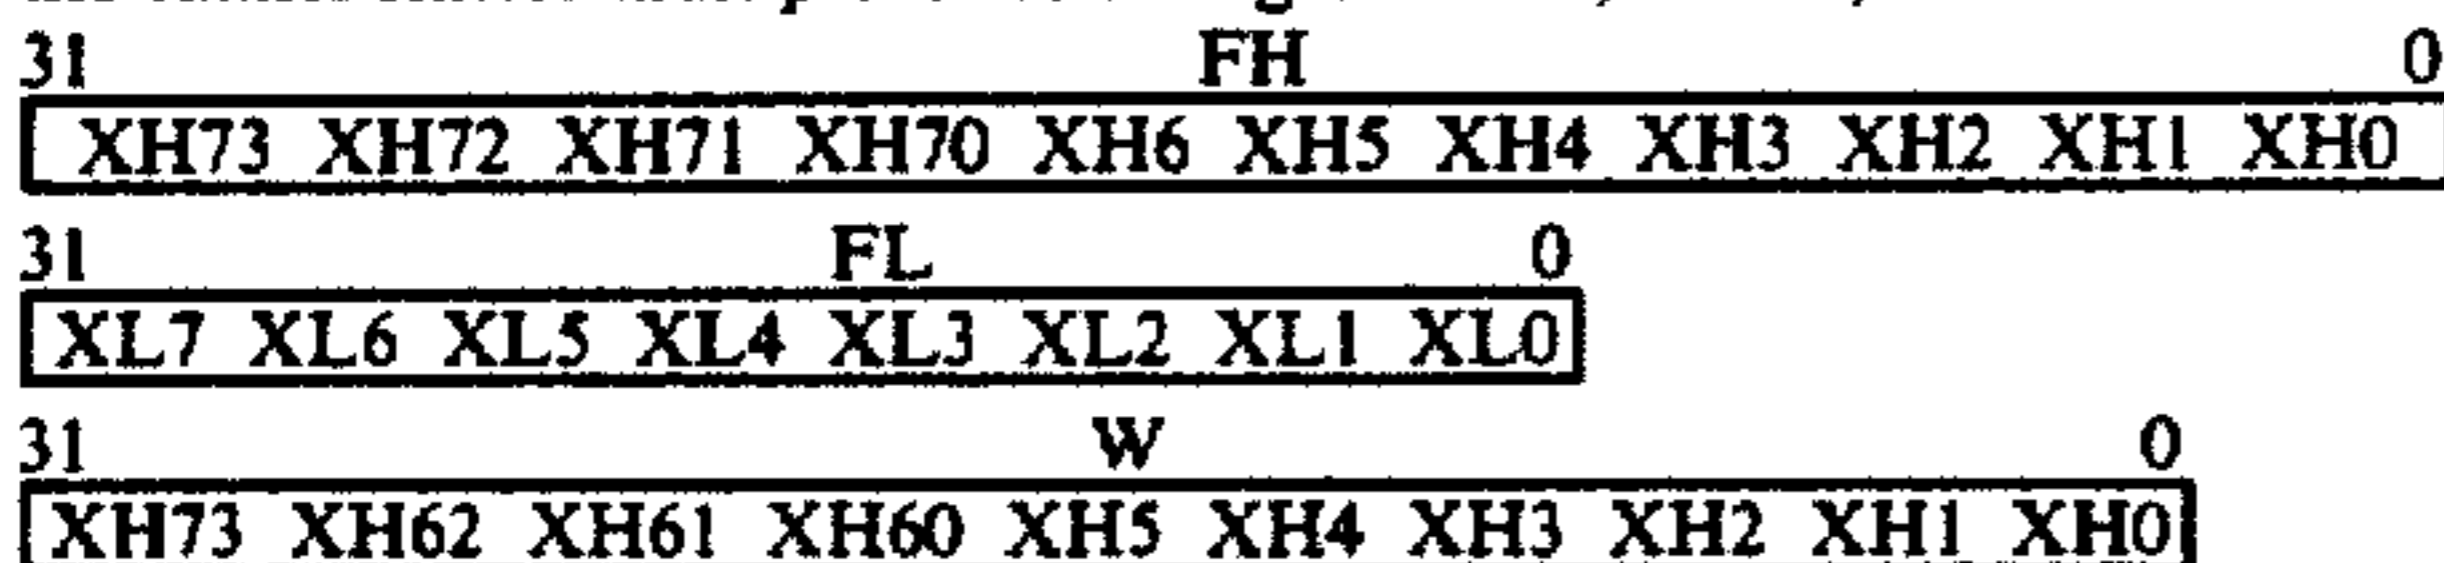 31 FH 0
XH73 XH72 XH71 XH70 XH6 XH5 XH4 XH3 XH2 XH1 XH0
31 FL 0
XL7 XL6 XL5 XL4 XL3 XL2 XL1 XL0
31 W 0
XH73 XH62 XH61 XH60 XH5 XH4 XH3 XH2 XH1 XH0